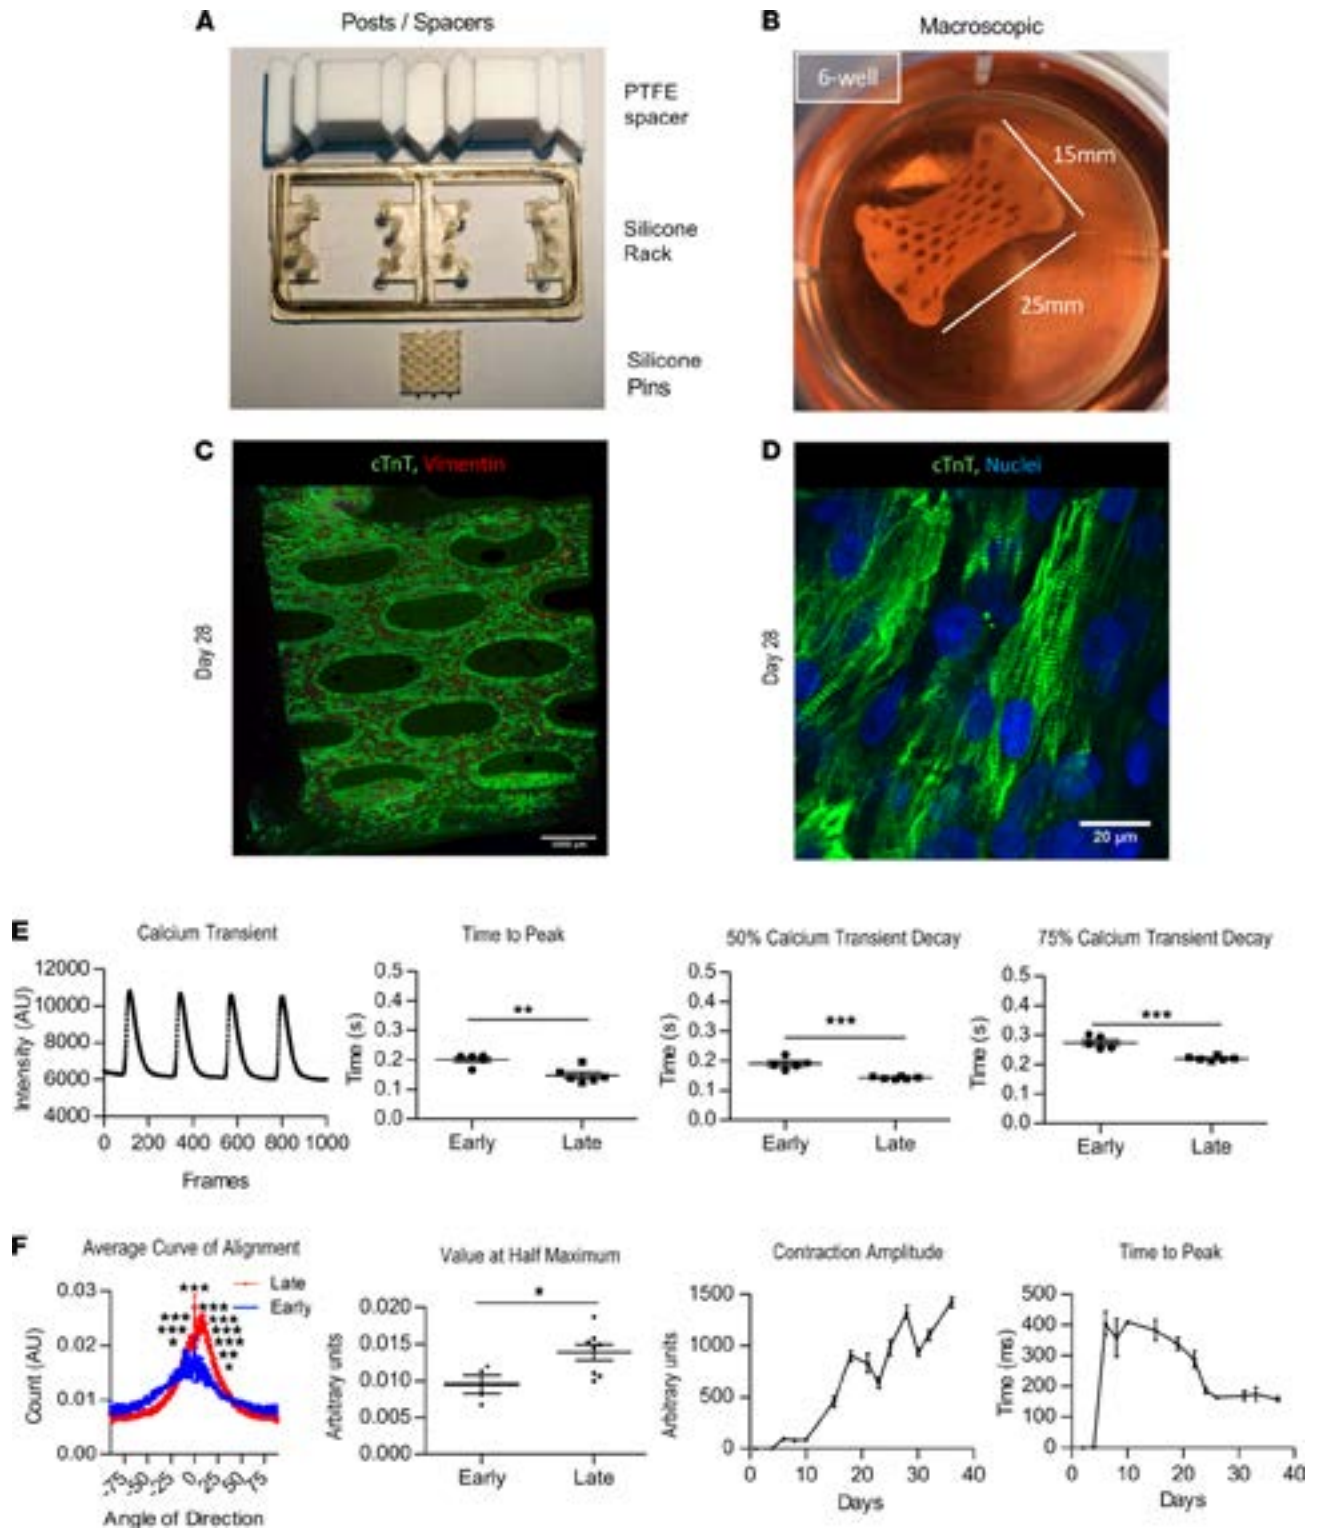 A
Posts / Spacers
PTFE
spacer
Silicone
Rack
Silicone
Pins
B
Macroscopic
6-well
15mm
25mm
C
cTnT, Vimentin
Day 28
D
cTnT, Nuclei
Day 28
20 µm
E
Calcium Transient
Intensity (AU)
12000
10000
8000
6000
4000
0 200 400 600 800 1000
Frames
Time to Peak
Time (s)
0.5
0.4
0.3
0.2
0.1
0.0
**
Early Late
50% Calcium Transient Decay
Time (s)
0.5
0.4
0.3
0.2
0.1
0.0
***
Early Late
75% Calcium Transient Decay
Time (s)
0.5
0.4
0.3
0.2
0.1
0.0
***
Early Late
F
Average Curve of Alignment
Count (AU)
0.03
0.02
0.01
0.00
***
Late
Early
*** ***
*** ***
* ***
***
**
*
-75 -50 -25 0 25 50 75
Angle of Direction
Value at Half Maximum
Arbitrary units
0.020
0.015
0.010
0.005
0.000
*
Early Late
Contraction Amplitude
Arbitrary units
1500
1000
500
0
0 10 20 30 40
Days
Time to Peak
Time (ms)
500
400
300
200
100
0
0 10 20 30 40
Days